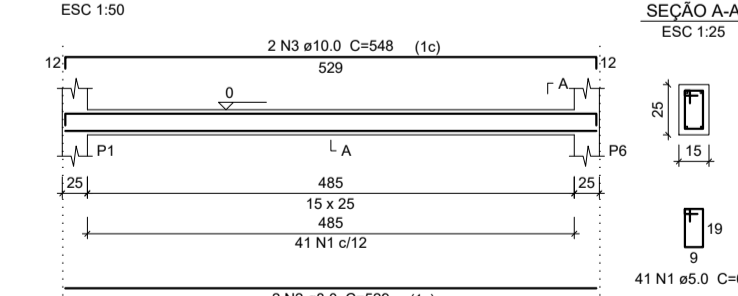 ESC 1:50
SEÇÃO A-A
ESC 1:25
2 N3 ø10.0 C=548 (1c)
12
529
12
A
0
25
P1
A
P6
15
25
485
25
15 x 25
485
41 N1 c/12
19
9
41 N1 ø5.0